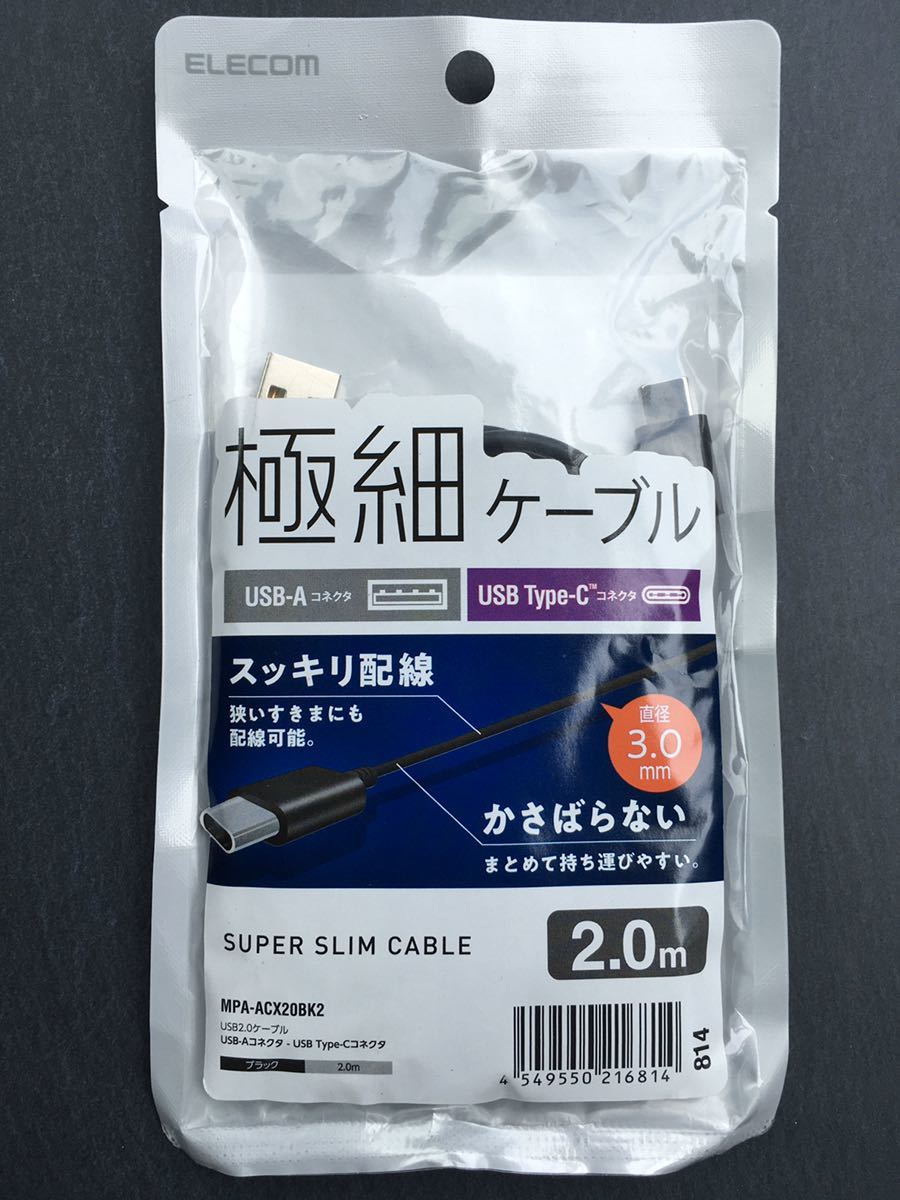 ELECOM
極細ケーブル
USB-A コネクタ
USB Type-C™ コネクタ
スッキリ配線
狭いすきまにも
配線可能。
直径
3.0
mm
かさばらない
まとめて持ち運びやすい。
SUPER SLIM CABLE
2.0m
MPA-ACX20BK2
USB2.0ケーブル
USB-Aコネクタ - USB Type-Cコネクタ
ブラック 2.0m
4 549550 216814
814